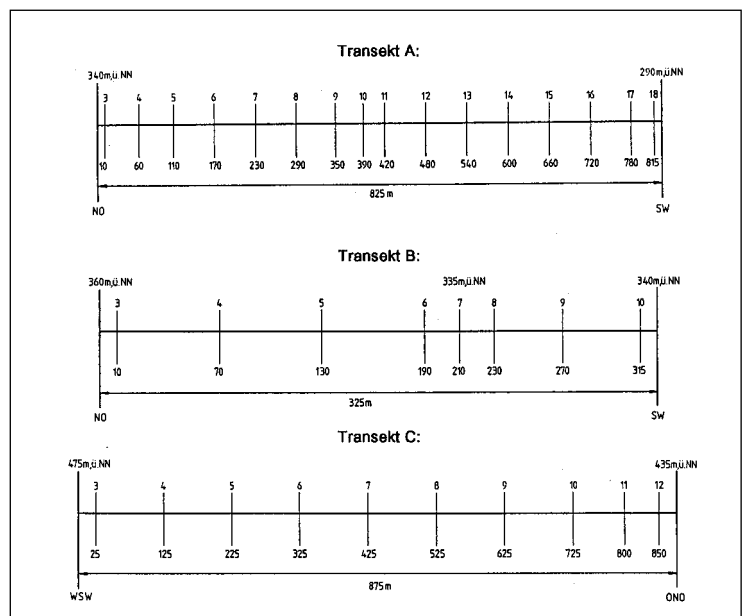 Transekt A:
340m,ü.NN 290m,ü.NN
3 4 5 6 7 8 9 10 11 12 13 14 15 16 17 18
10 60 110 170 230 290 350 390 420 480 540 600 660 720 780 815
825m
NO SW
Transekt B:
360m,ü.NN 335m,ü.NN 340m,ü.NN
3 4 5 6 7 8 9 10
10 70 130 190 210 230 270 315
325m
NO SW
Transekt C:
475m,ü.NN 435m,ü.NN
3 4 5 6 7 8 9 10 11 12
25 125 225 325 425 525 625 725 800 850
875m
WSW ONO